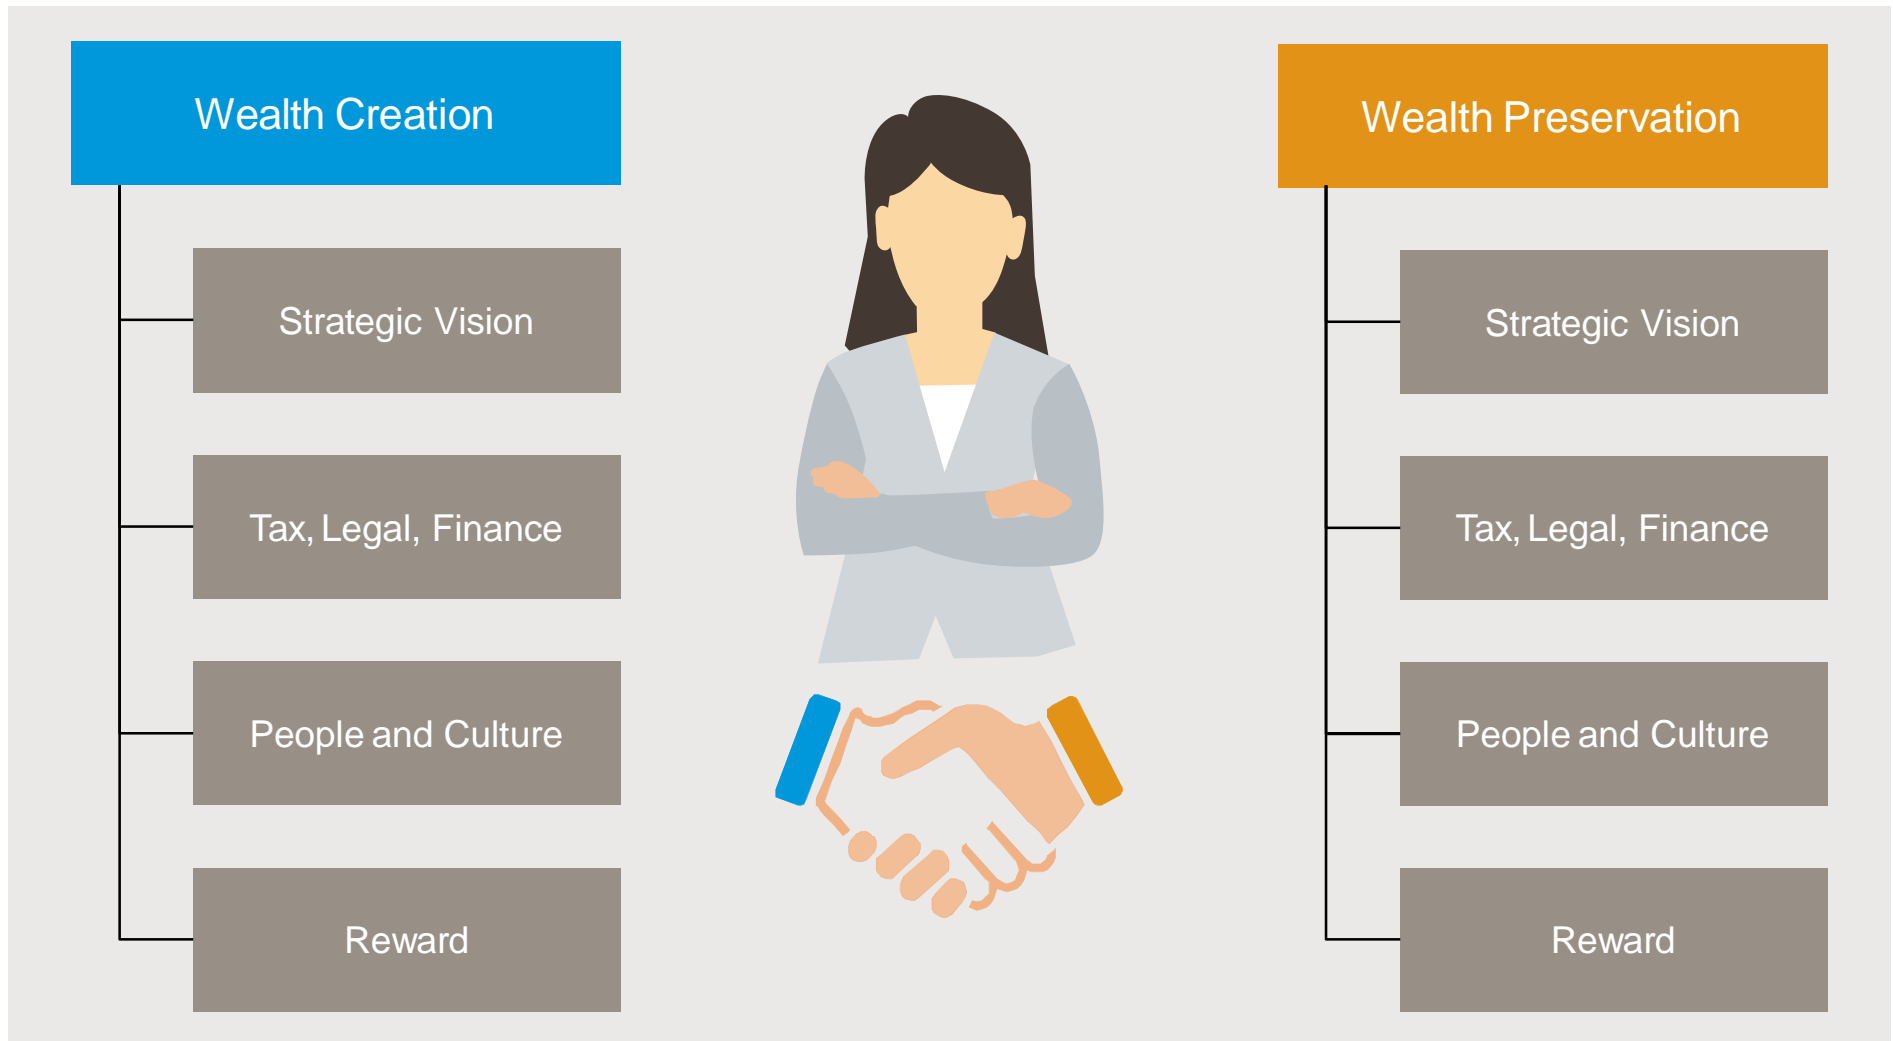 Wealth Creation
Strategic Vision
Tax, Legal, Finance
People and Culture
Reward
Wealth Preservation
Strategic Vision
Tax, Legal, Finance
People and Culture
Reward